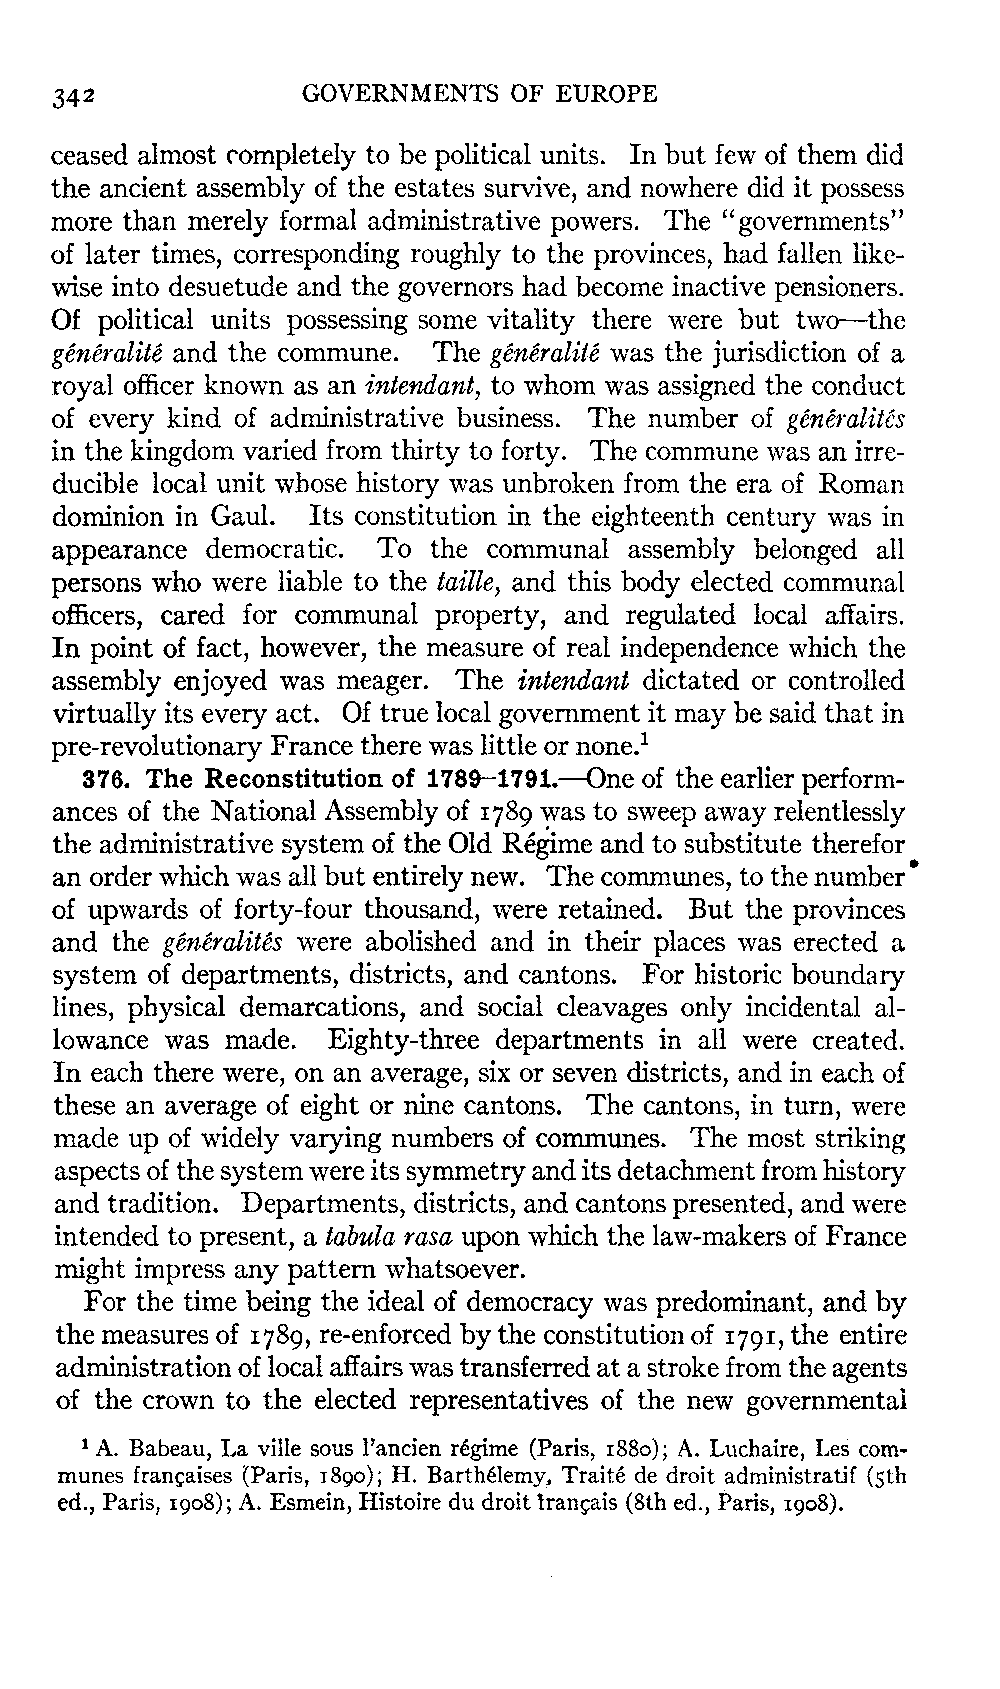 342 GOVERNMENTS OF EUROPE
ceased almost completely to be political units. In but few of them did
the ancient assembly of the estates survive, and nowhere did it possess
more than merely formal administrative powers. The “governments”
of later times, corresponding roughly to the provinces, had fallen like-
wise into desuetude and the governors had become inactive pensioners.
Of political units possessing some vitality there were but two—the
généralité and the commune. The généralité was the jurisdiction of a
royal officer known as an intendant, to whom was assigned the conduct
of every kind of administrative business. The number of généralités
in the kingdom varied from thirty to forty. The commune was an irre-
ducible local unit whose history was unbroken from the era of Roman
dominion in Gaul. Its constitution in the eighteenth century was in
appearance democratic. To the communal assembly belonged all
persons who were liable to the taille, and this body elected communal
officers, cared for communal property, and regulated local affairs.
In point of fact, however, the measure of real independence which the
assembly enjoyed was meager. The intendant dictated or controlled
virtually its every act. Of true local government it may be said that in
pre-revolutionary France there was little or none.¹
376. The Reconstitution of 1789–1791.—One of the earlier perform-
ances of the National Assembly of 1789 was to sweep away relentlessly
the administrative system of the Old Régime and to substitute therefor
an order which was all but entirely new. The communes, to the number
of upwards of forty-four thousand, were retained. But the provinces
and the généralités were abolished and in their places was erected a
system of departments, districts, and cantons. For historic boundary
lines, physical demarcations, and social cleavages only incidental al-
lowance was made. Eighty-three departments in all were created.
In each there were, on an average, six or seven districts, and in each of
these an average of eight or nine cantons. The cantons, in turn, were
made up of widely varying numbers of communes. The most striking
aspects of the system were its symmetry and its detachment from history
and tradition. Departments, districts, and cantons presented, and were
intended to present, a tabula rasa upon which the law-makers of France
might impress any pattern whatsoever.
For the time being the ideal of democracy was predominant, and by
the measures of 1789, re-enforced by the constitution of 1791, the entire
administration of local affairs was transferred at a stroke from the agents
of the crown to the elected representatives of the new governmental
¹ A. Babeau, La ville sous l'ancien régime (Paris, 1880); A. Luchaire, Les com-
munes françaises (Paris, 1890); H. Barthélemy, Traité de droit administratif (5th
ed., Paris, 1908); A. Esmein, Histoire du droit français (8th ed., Paris, 1908).